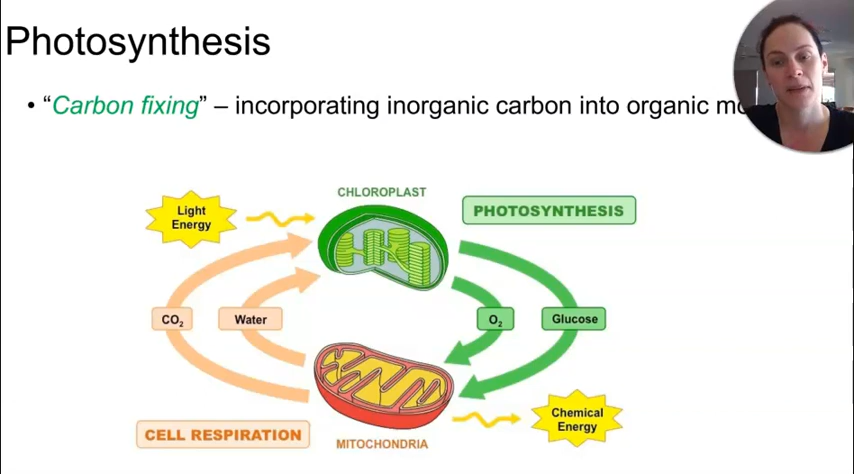 Photosynthesis
• “Carbon fixing” – incorporating inorganic carbon into organic
CHLOROPLAST
Light
Energy
PHOTOSYNTHESIS
CO₂
Water
O₂
Glucose
Chemical
Energy
CELL RESPIRATION
MITOCHONDRIA